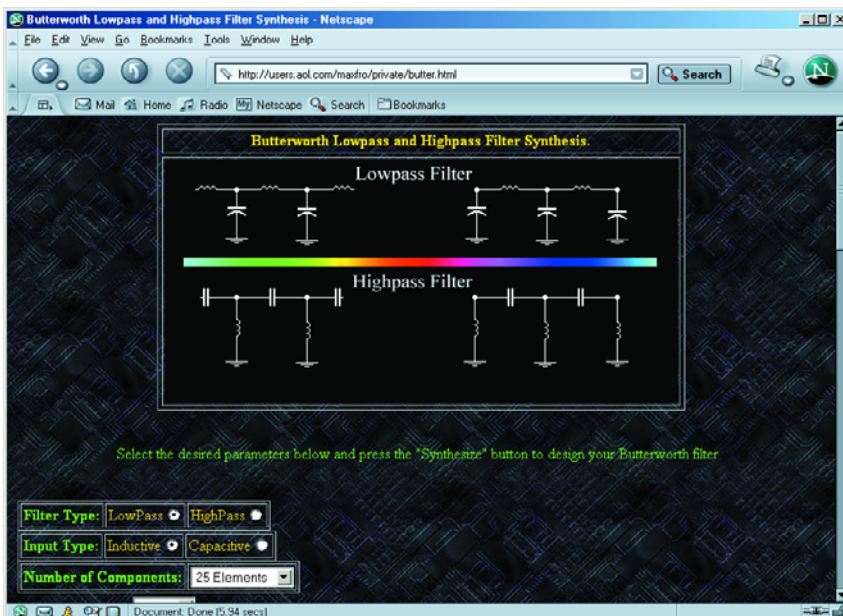 Butterworth Lowpass and Highpass Filter Synthesis - Netscape
File Edit View Go Bookmarks Tools Window Help
http://users.aol.com/maxfro/private/butter.html
Search
N
Mail Home Radio My Netscape Search Bookmarks
Butterworth Lowpass and Highpass Filter Synthesis.
Lowpass Filter
Highpass Filter
Select the desired parameters below and press the "Synthesize" button to design your Butterworth filter
Filter Type: LowPass HighPass
Input Type: Inductive Capacitive
Number of Components: 25 Elements
Document: Done (5.94 secs)